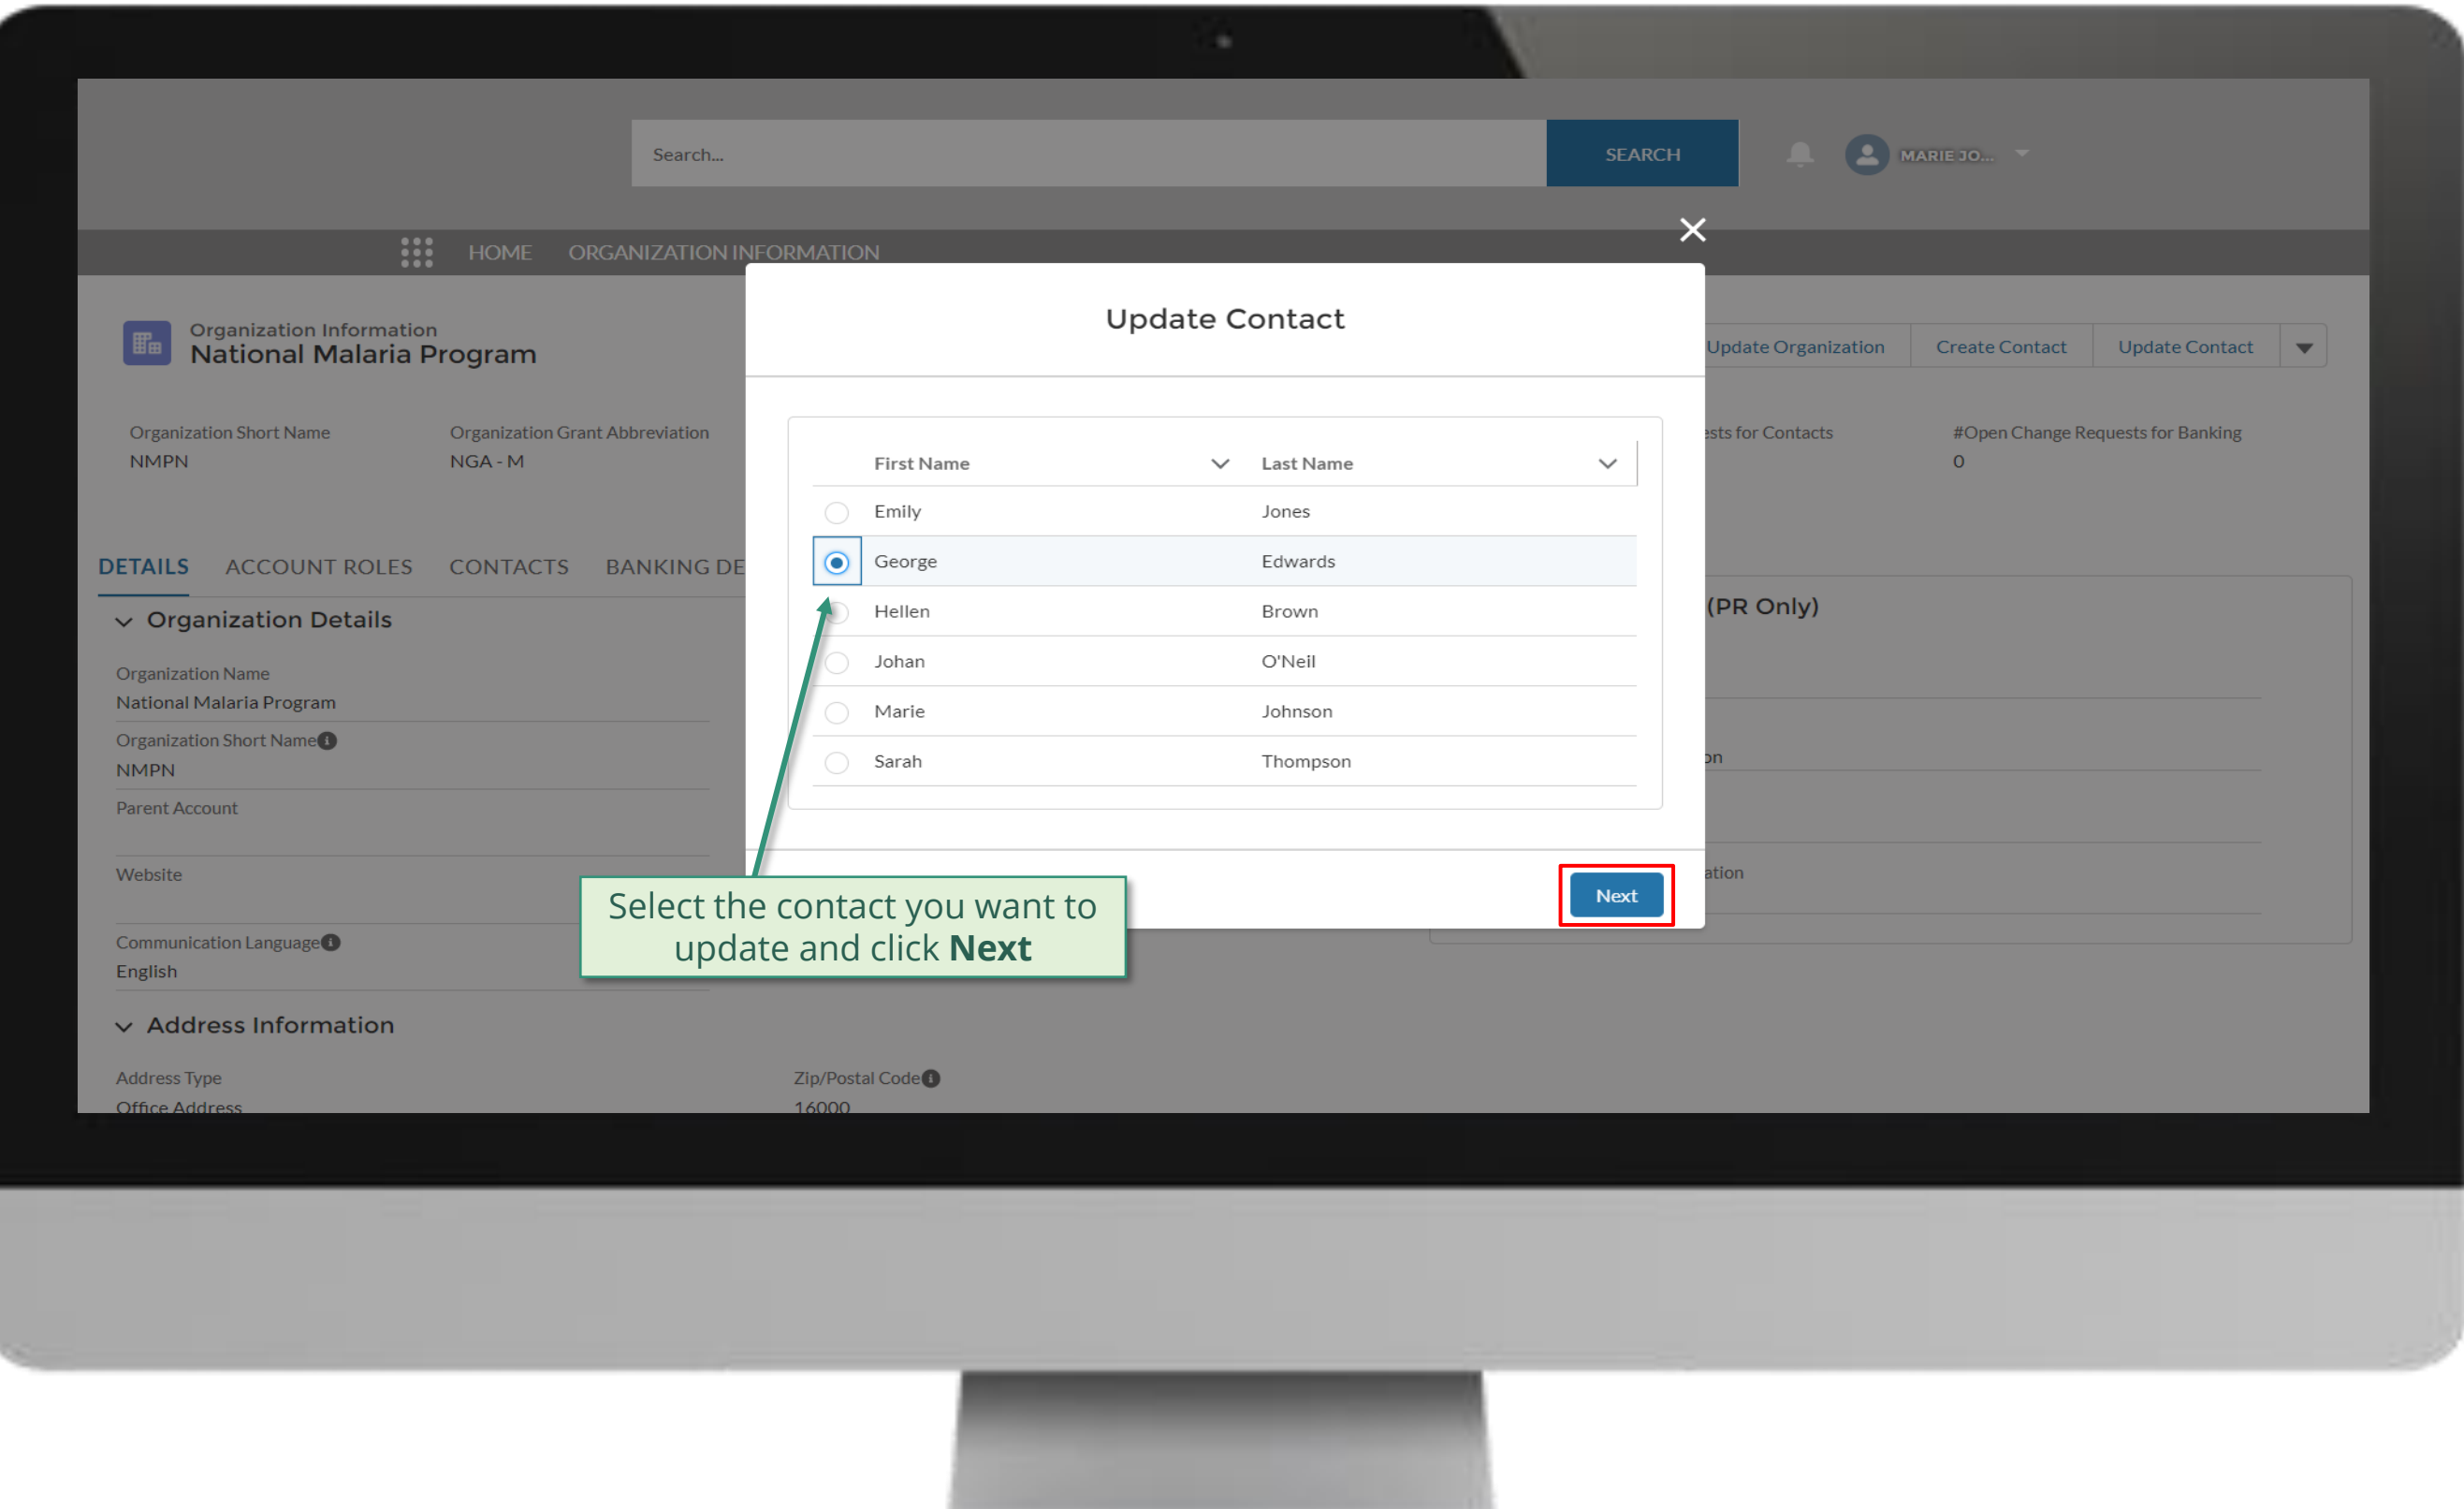 Search...
SEARCH
MARIE JO...
HOME
ORGANIZATION INFORMATION
Update Contact
Organization Information
National Malaria Program
Update Organization
Create Contact
Update Contact
Organization Short Name
NMPN
Organization Grant Abbreviation
NGA - M
ests for Contacts
#Open Change Requests for Banking
0
First Name
Last Name
Emily
Jones
George
Edwards
Hellen
Brown
Johan
O'Neil
Marie
Johnson
Sarah
Thompson
DETAILS
ACCOUNT ROLES
CONTACTS
BANKING DE
Organization Details
(PR Only)
Organization Name
National Malaria Program
Organization Short Name
NMPN
on
Parent Account
Website
ation
Next
Select the contact you want to
update and click Next
Communication Language
English
Address Information
Address Type
Office Address
Zip/Postal Code
16000